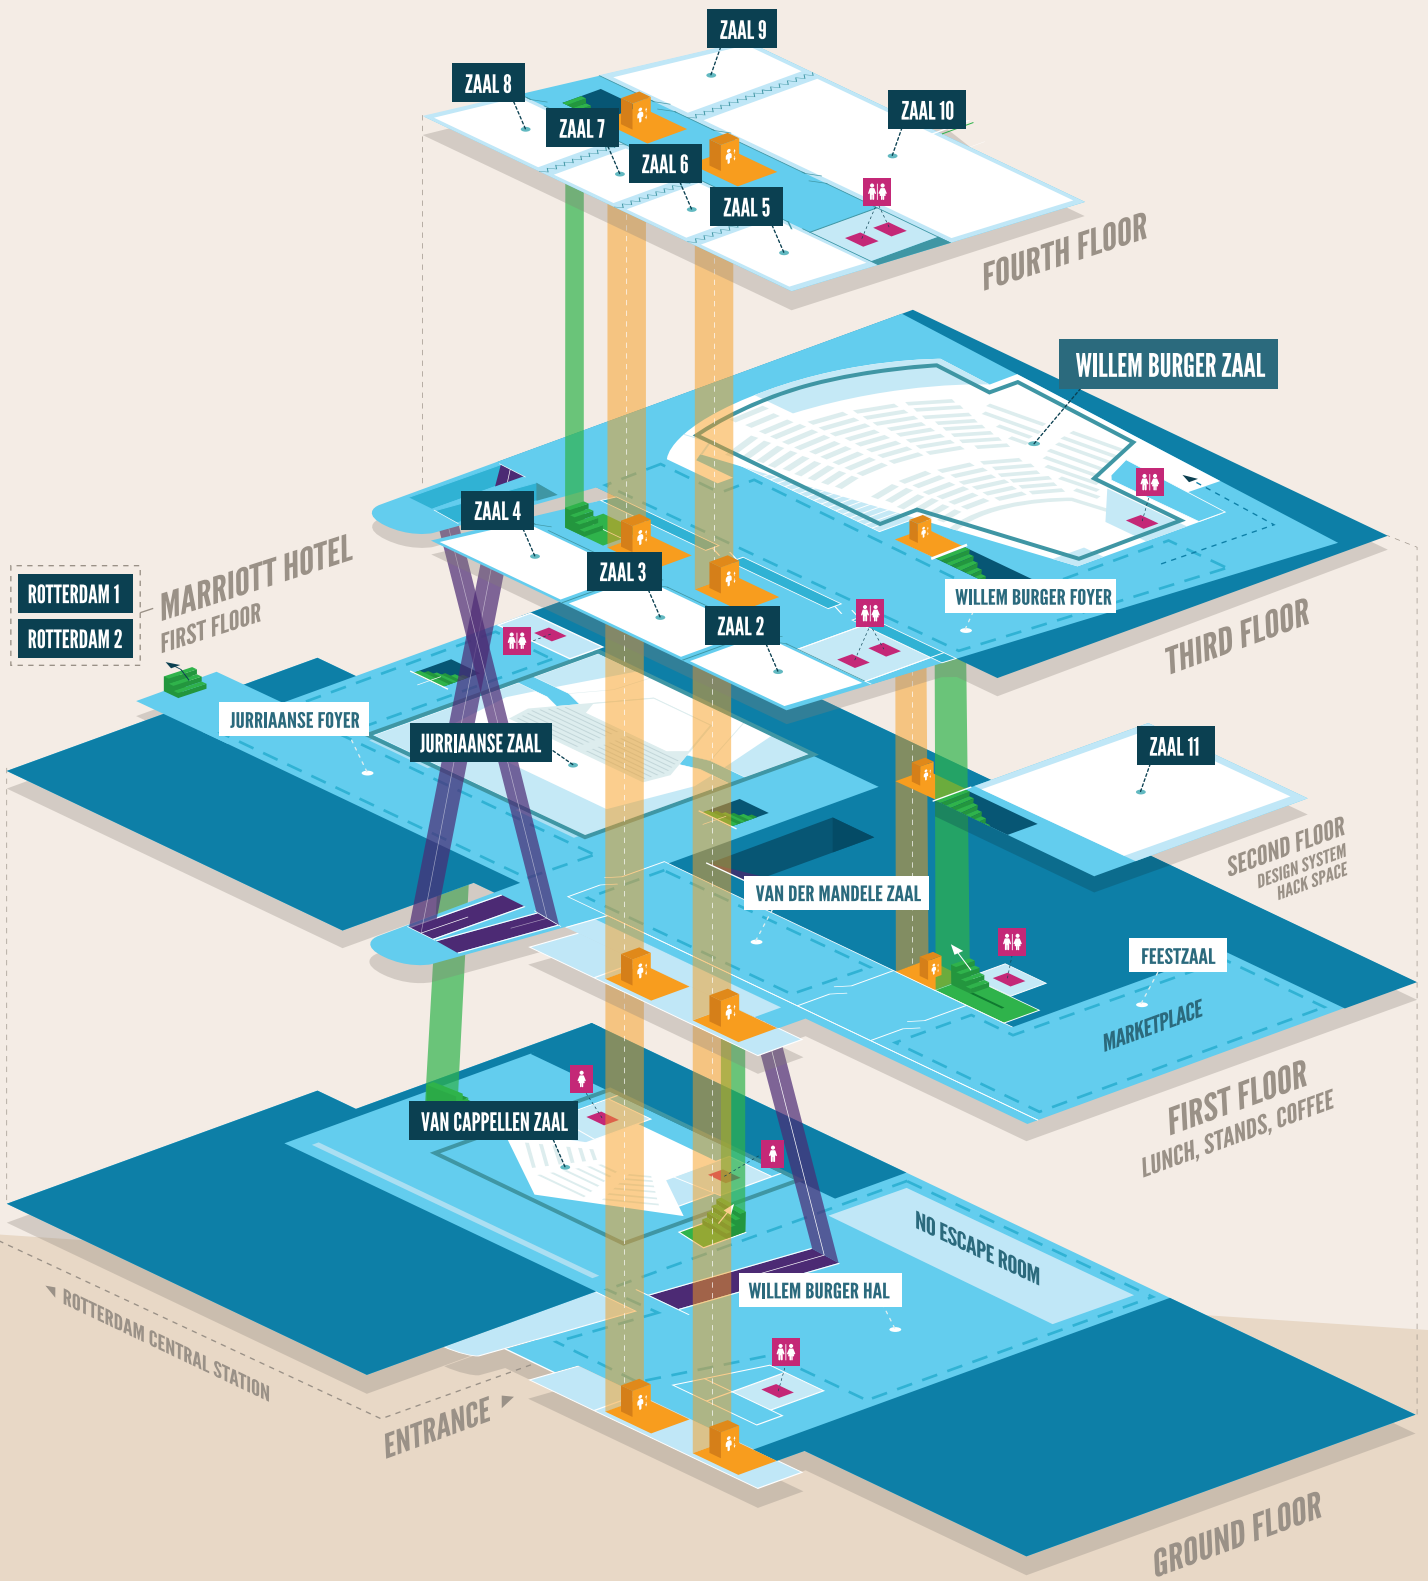 ZAAL 9
ZAAL 8
ZAAL 10
ZAAL 7
ZAAL 6
ZAAL 5
FOURTH FLOOR
WILLEM BURGER ZAAL
ZAAL 4
ZAAL 3
ZAAL 2
WILLEM BURGER FOYER
THIRD FLOOR
MARRIOTT HOTEL
FIRST FLOOR
ROTTERDAM 1
ROTTERDAM 2
JURRIAANSE FOYER
JURRIAANSE ZAAL
ZAAL 11
SECOND FLOOR
DESIGN SYSTEM
HACK SPACE
VAN DER MANDELE ZAAL
FEESTZAAL
MARKETPLACE
FIRST FLOOR
LUNCH, STANDS, COFFEE
VAN CAPPELLEN ZAAL
NO ESCAPE ROOM
WILLEM BURGER HAL
ROTTERDAM CENTRAL STATION
ENTRANCE
GROUND FLOOR